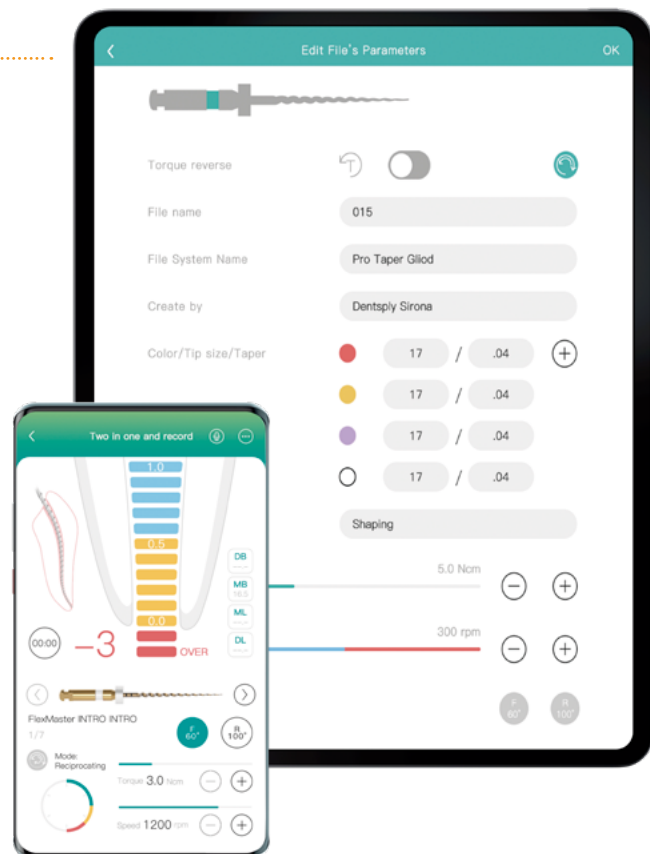 Edit File's Parameters
OK
Torque reverse
T
File name
015
File System Name
Pro Taper Gliod
Create by
Dentsply Sirona
Color/Tip size/Taper
17 / .04
17 / .04
17 / .04
17 / .04
Shaping
5.0 Ncm
300 rpm
F 60°
R 100°
Two in one and record
1.0
0.5
0.0
OVER
DB
MB
16.5
ML
DL
00:00
-3
FlexMaster INTRO INTRO
1/7
F 60°
R 100°
Mode:
Reciprocating
Torque 3.0 Ncm
Speed 1200 rpm